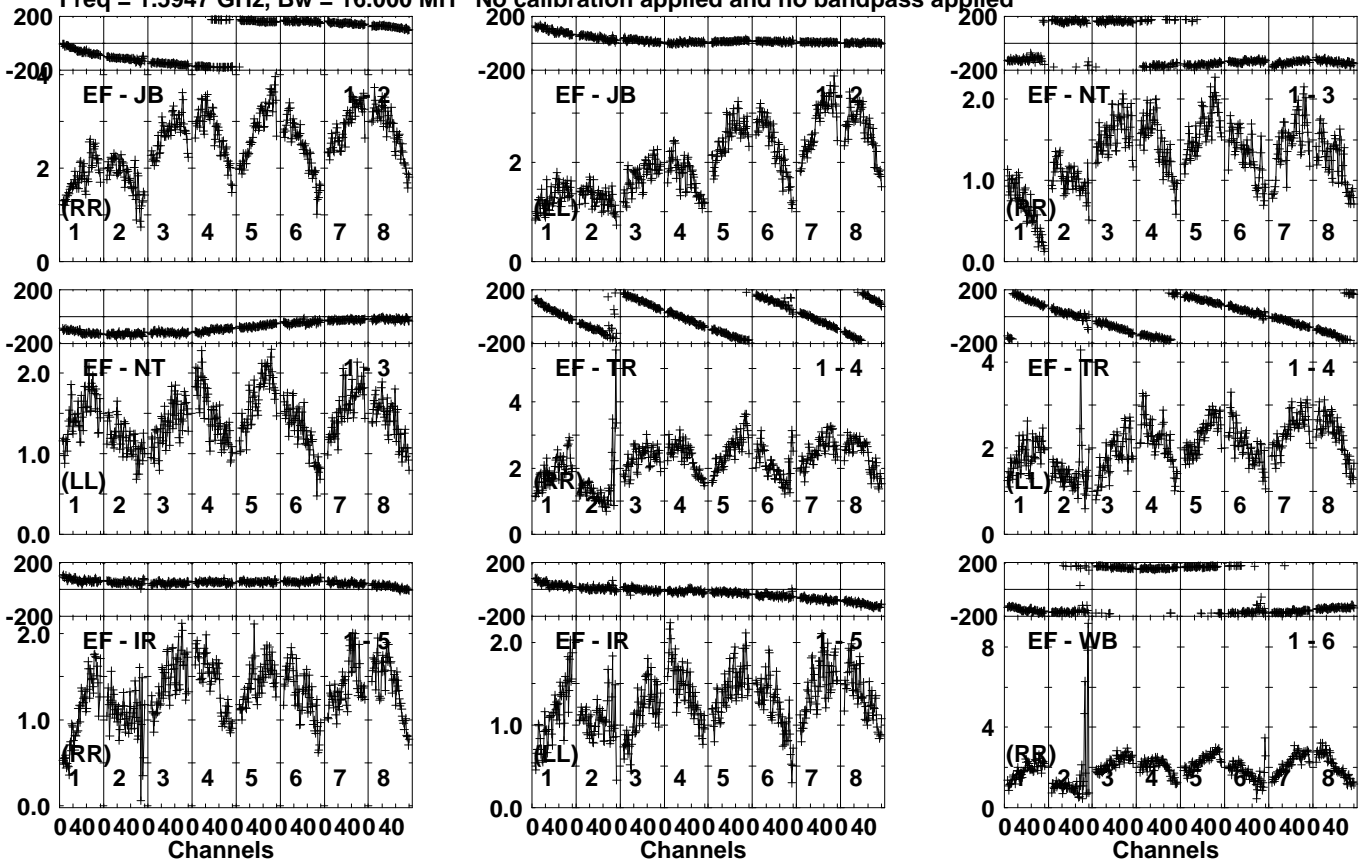 Freq = 1.5947 GHz, Bw = 16.000 MH No calibration applied and no bandpass applied
200 200 200
-200 -200 -200
4
EF - JB 1 - 2 EF - JB 1 - 2 EF - NT 1 - 3
2.0
2 2
1.0
(RR) (LL) (RR)
1 2 3 4 5 6 7 8 1 2 3 4 5 6 7 8 1 2 3 4 5 6 7 8
0 0 0.0
200 200 200
-200 -200 -200
EF - NT 1 - 3 EF - TR 1 - 4 EF - TR 1 - 4
2.0 4 4
1.0 2 2
(LL) (RR) (LL)
1 2 3 4 5 6 7 8 1 2 3 4 5 6 7 8 1 2 3 4 5 6 7 8
0.0 0 0
200 200 200
-200 -200 -200
EF - IR 1 - 5 EF - IR 1 - 5 EF - WB 1 - 6
2.0 2.0 8
1.0 1.0 4
(RR) (LL) (RR)
1 2 3 4 5 6 7 8 1 2 3 4 5 6 7 8 1 2 3 4 5 6 7 8
0.0 0.0 0
0 40 0 40 0 40 0 40 0 40 0 40 0 40 0 40 0 40 0 40 0 40 0 40 0 40 0 40 0 40 0 40 0 40 0 40 0 40 0 40 0 40 0 40 0 40 0 40
Channels Channels Channels